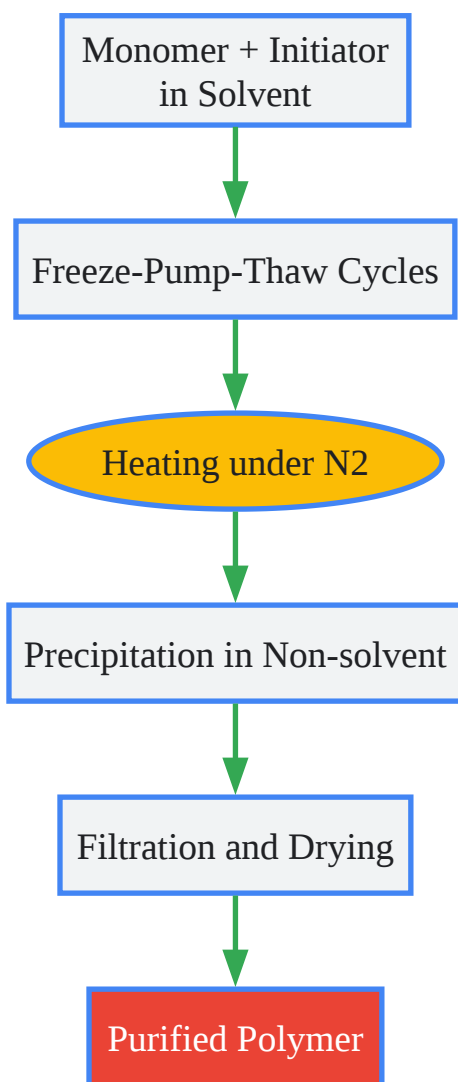 Monomer + Initiator
in Solvent
Freeze-Pump-Thaw Cycles
Heating under N2
Precipitation in Non-solvent
Filtration and Drying
Purified Polymer